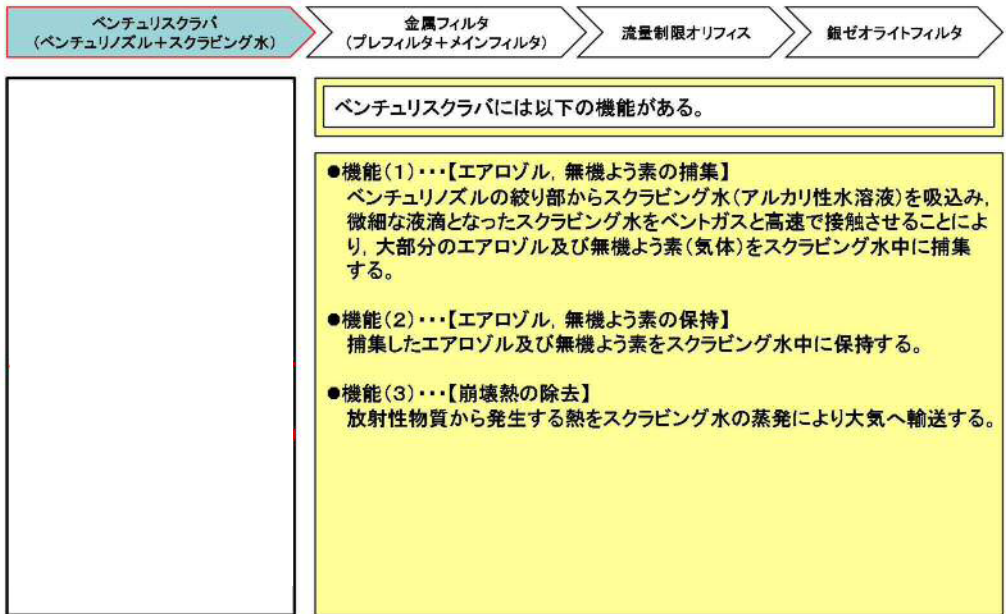 ベンチュリスクラバ
(ベンチュリノズル+スクラビング水)
金属フィルタ
(プレフィルタ+メインフィルタ)
流量制限オリフィス
銀ゼオライトフィルタ
ベンチュリスクラバには以下の機能がある。
●機能(1)・・・【エアロゾル, 無機よう素の捕集】
ベンチュリノズルの絞り部からスクラビング水(アルカリ性水溶液)を吸込み,
微細な液滴となったスクラビング水をベントガスと高速で接触させることによ
り, 大部分のエアロゾル及び無機よう素(気体)をスクラビング水中に捕集
する。
●機能(2)・・・【エアロゾル, 無機よう素の保持】
捕集したエアロゾル及び無機よう素をスクラビング水中に保持する。
●機能(3)・・・【崩壊熱の除去】
放射性物質から発生する熱をスクラビング水の蒸発により大気へ輸送する。